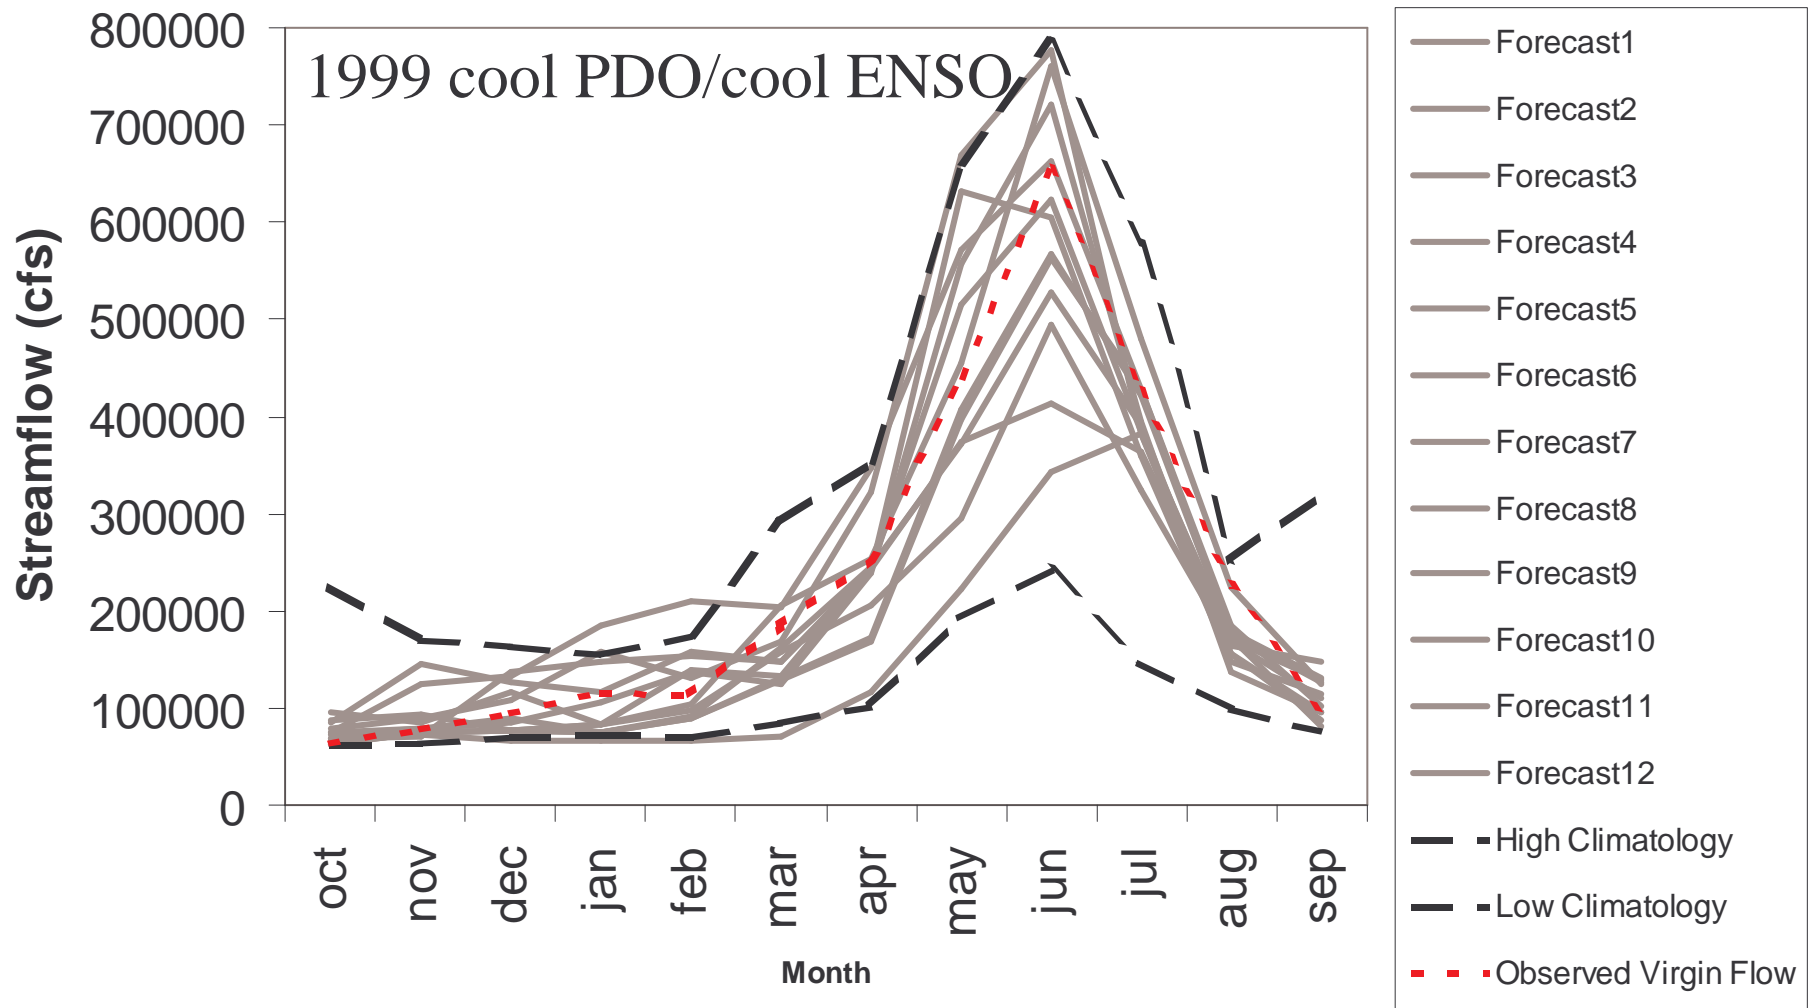 1999 cool PDO/cool ENSO
Streamflow (cfs)
800000
700000
600000
500000
400000
300000
200000
100000
0
oct
nov
dec
jan
feb
mar
apr
may
jun
jul
aug
sep
Month
Forecast1
Forecast2
Forecast3
Forecast4
Forecast5
Forecast6
Forecast7
Forecast8
Forecast9
Forecast10
Forecast11
Forecast12
High Climatology
Low Climatology
Observed Virgin Flow